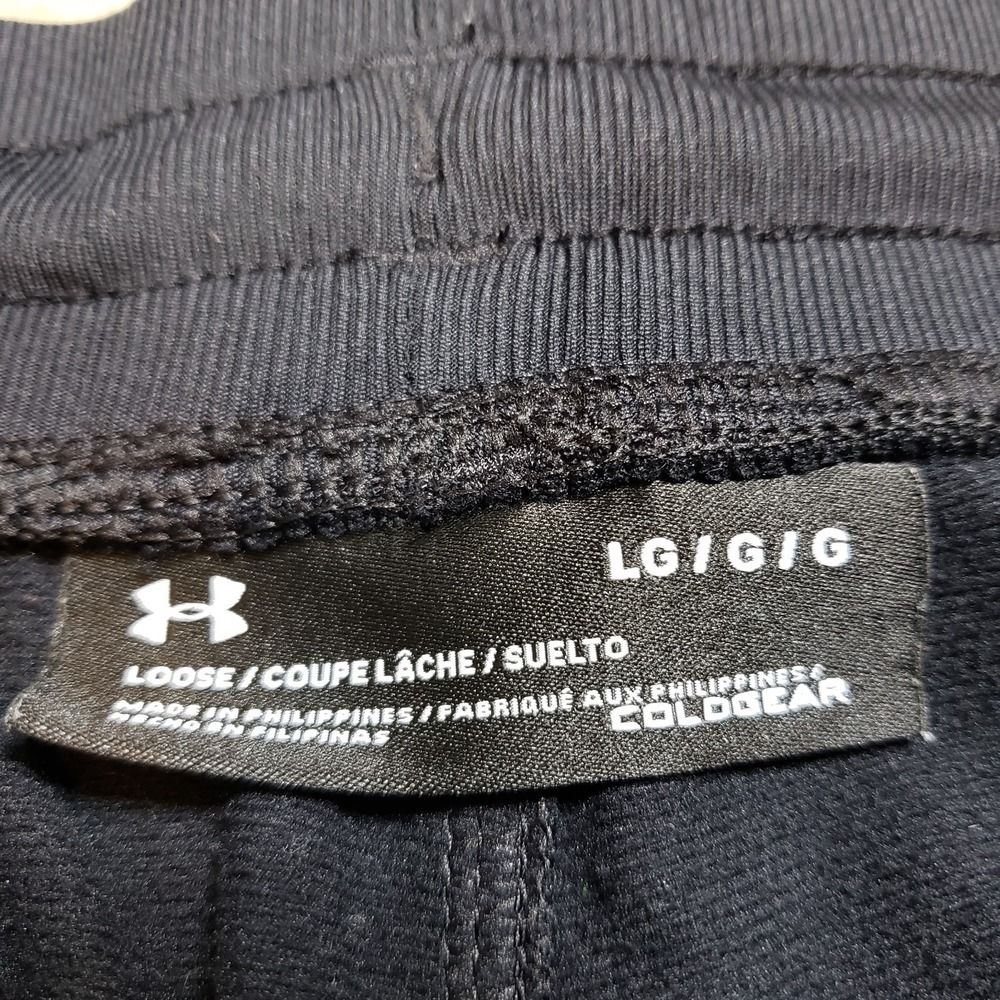 LG / G / G
LOOSE / COUPE LÂCHE / SUELTO
MADE IN PHILIPPINES / FABRIQUÉ AUX PHILIPPINES /
HECHO EN FILIPINAS
COLDGEAR